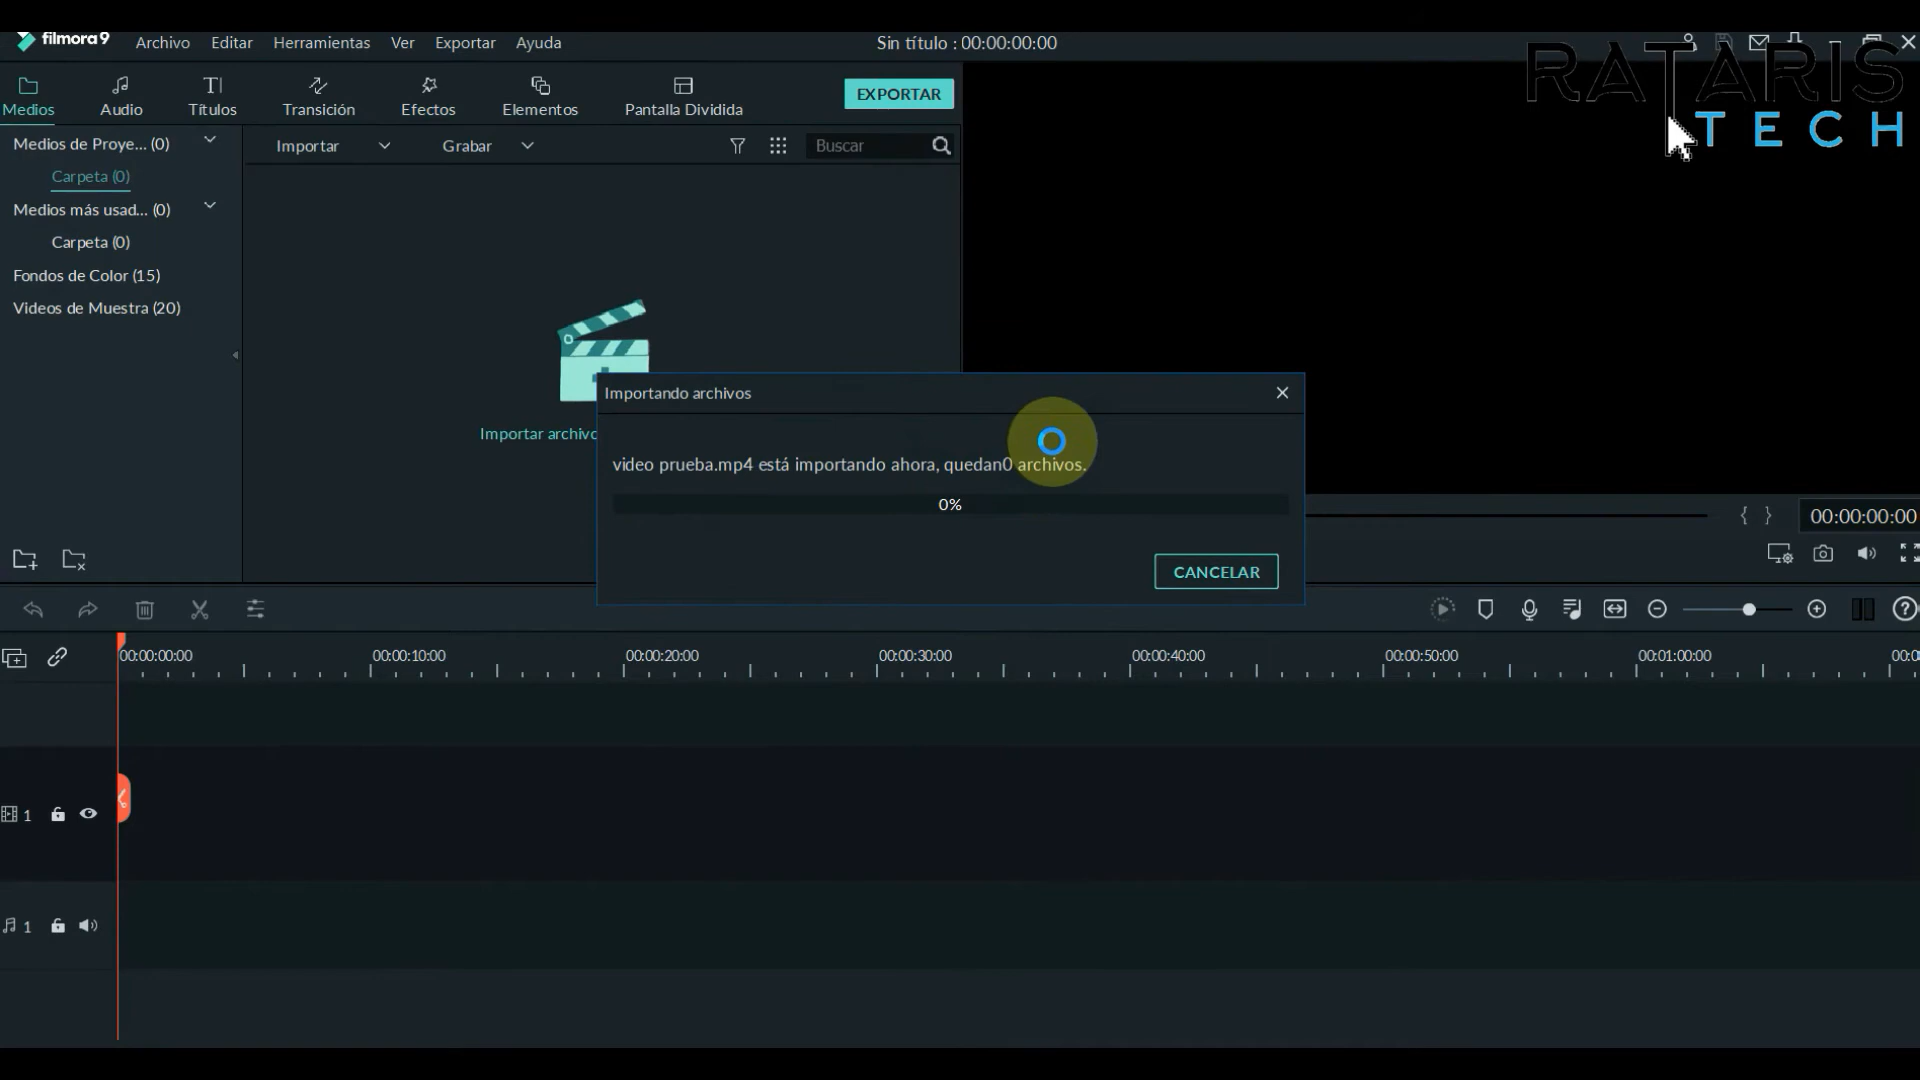 filmora9 Archivo Editar Herramientas Ver Exportar Ayuda Sin título : 00:00:00:00
RATARIS
TECH
Medios Audio Títulos Transición Efectos Elementos Pantalla Dividida EXPORTAR
Medios de Proye... (0) Importar Grabar Buscar
Carpeta (0)
Medios más usad... (0)
Carpeta (0)
Fondos de Color (15)
Videos de Muestra (20)
Importar archivo
Importando archivos
video prueba.mp4 está importando ahora, quedan0 archivos.
0%
CANCELAR
{ } 00:00:00:00
00:00:00:00 00:00:10:00 00:00:20:00 00:00:30:00 00:00:40:00 00:00:50:00 00:01:00:00 00:0
1
1